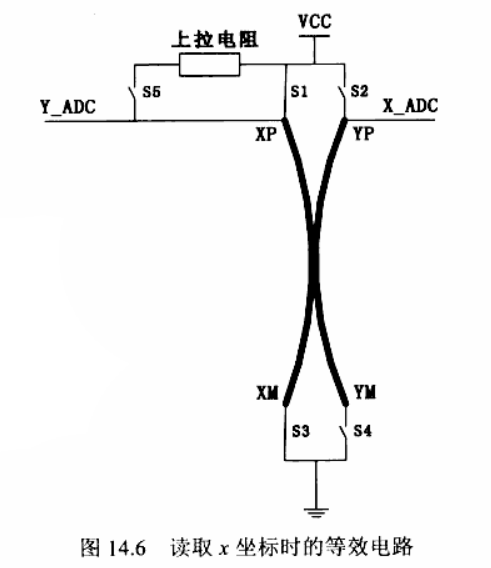 VCC
上拉电阻
S5
S1
S2
Y_ADC
X_ADC
XP
YP
XM
YM
S3
S4
图 14.6 读取 x 坐标时的等效电路